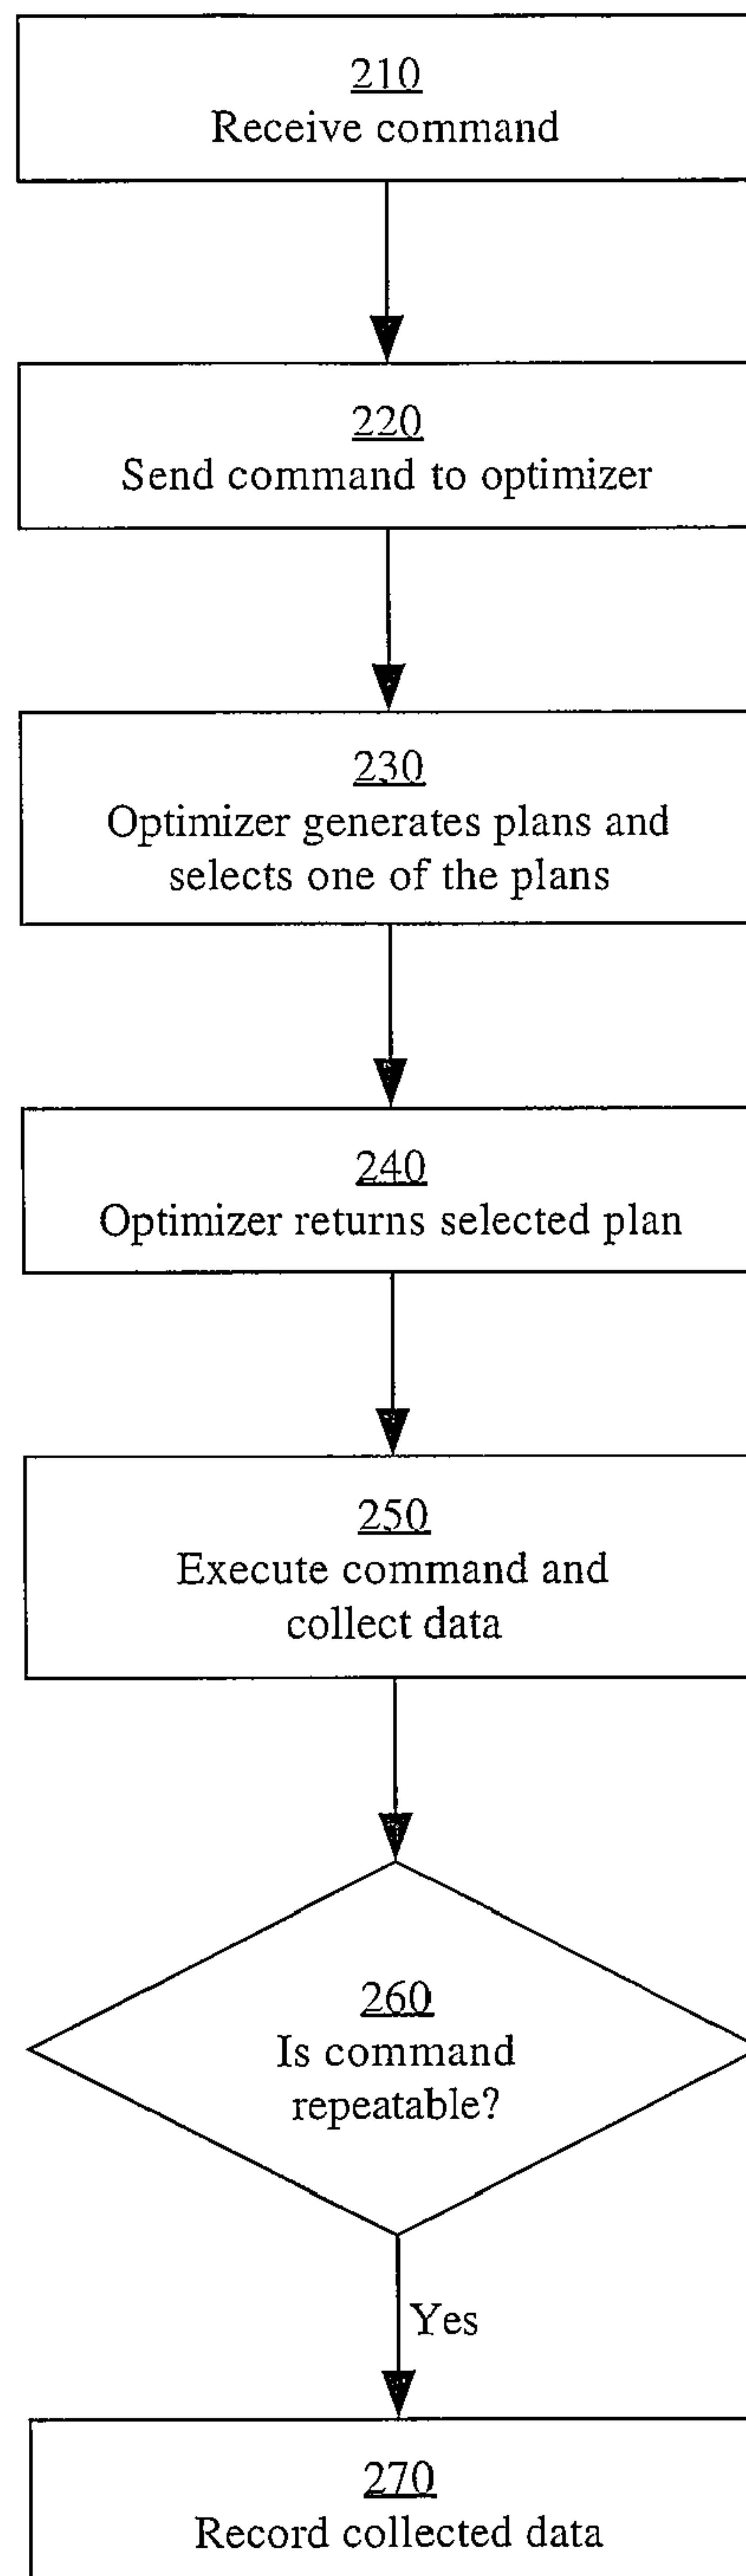 210
Receive command
220
Send command to optimizer
230
Optimizer generates plans and
selects one of the plans
240
Optimizer returns selected plan
250
Execute command and
collect data
260
Is command
repeatable?
Yes
270
Record collected data